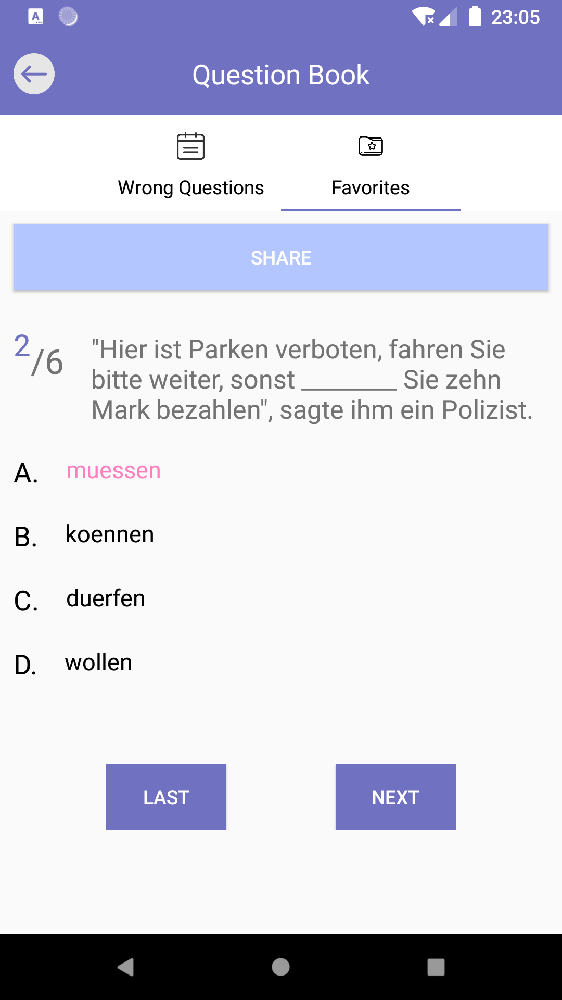 23:05
Question Book
Wrong Questions
Favorites
SHARE
2/6
"Hier ist Parken verboten, fahren Sie
bitte weiter, sonst ________ Sie zehn
Mark bezahlen", sagte ihm ein Polizist.
A. muessen
B. koennen
C. duerfen
D. wollen
LAST
NEXT